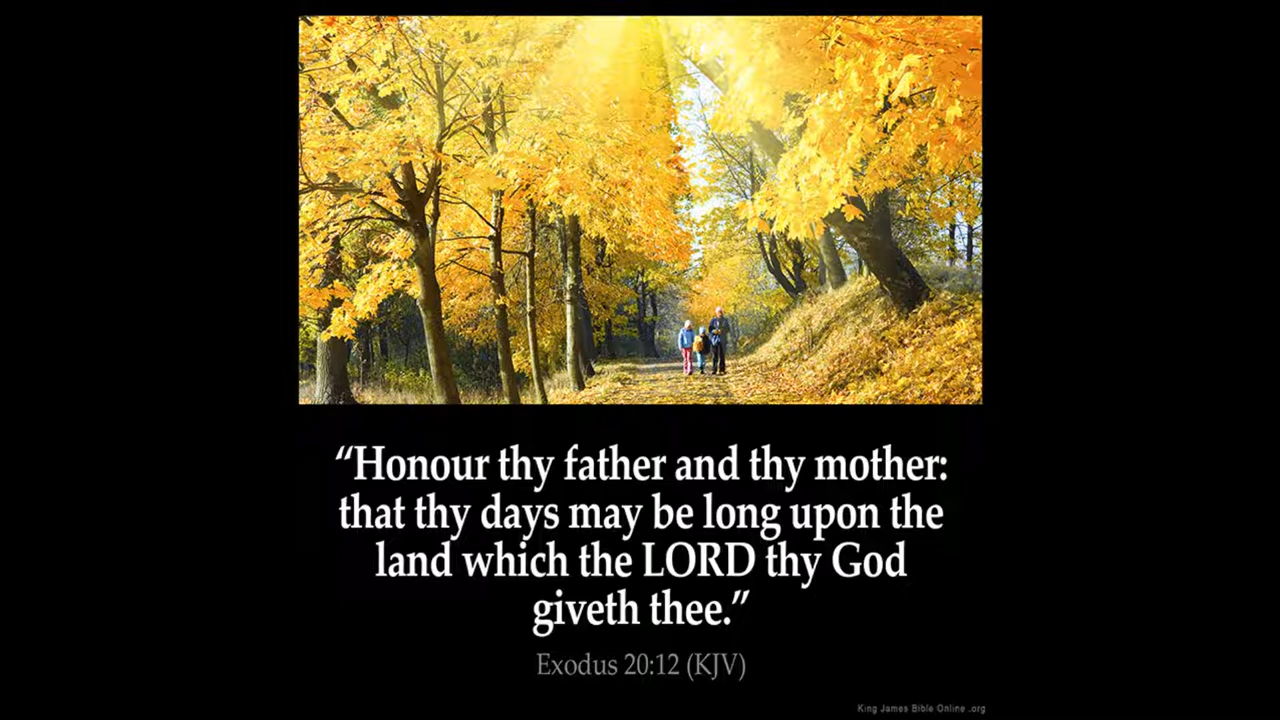 “Honour thy father and thy mother:
that thy days may be long upon the
land which the LORD thy God
giveth thee.”
Exodus 20:12 (KJV)
King James Bible Online .org